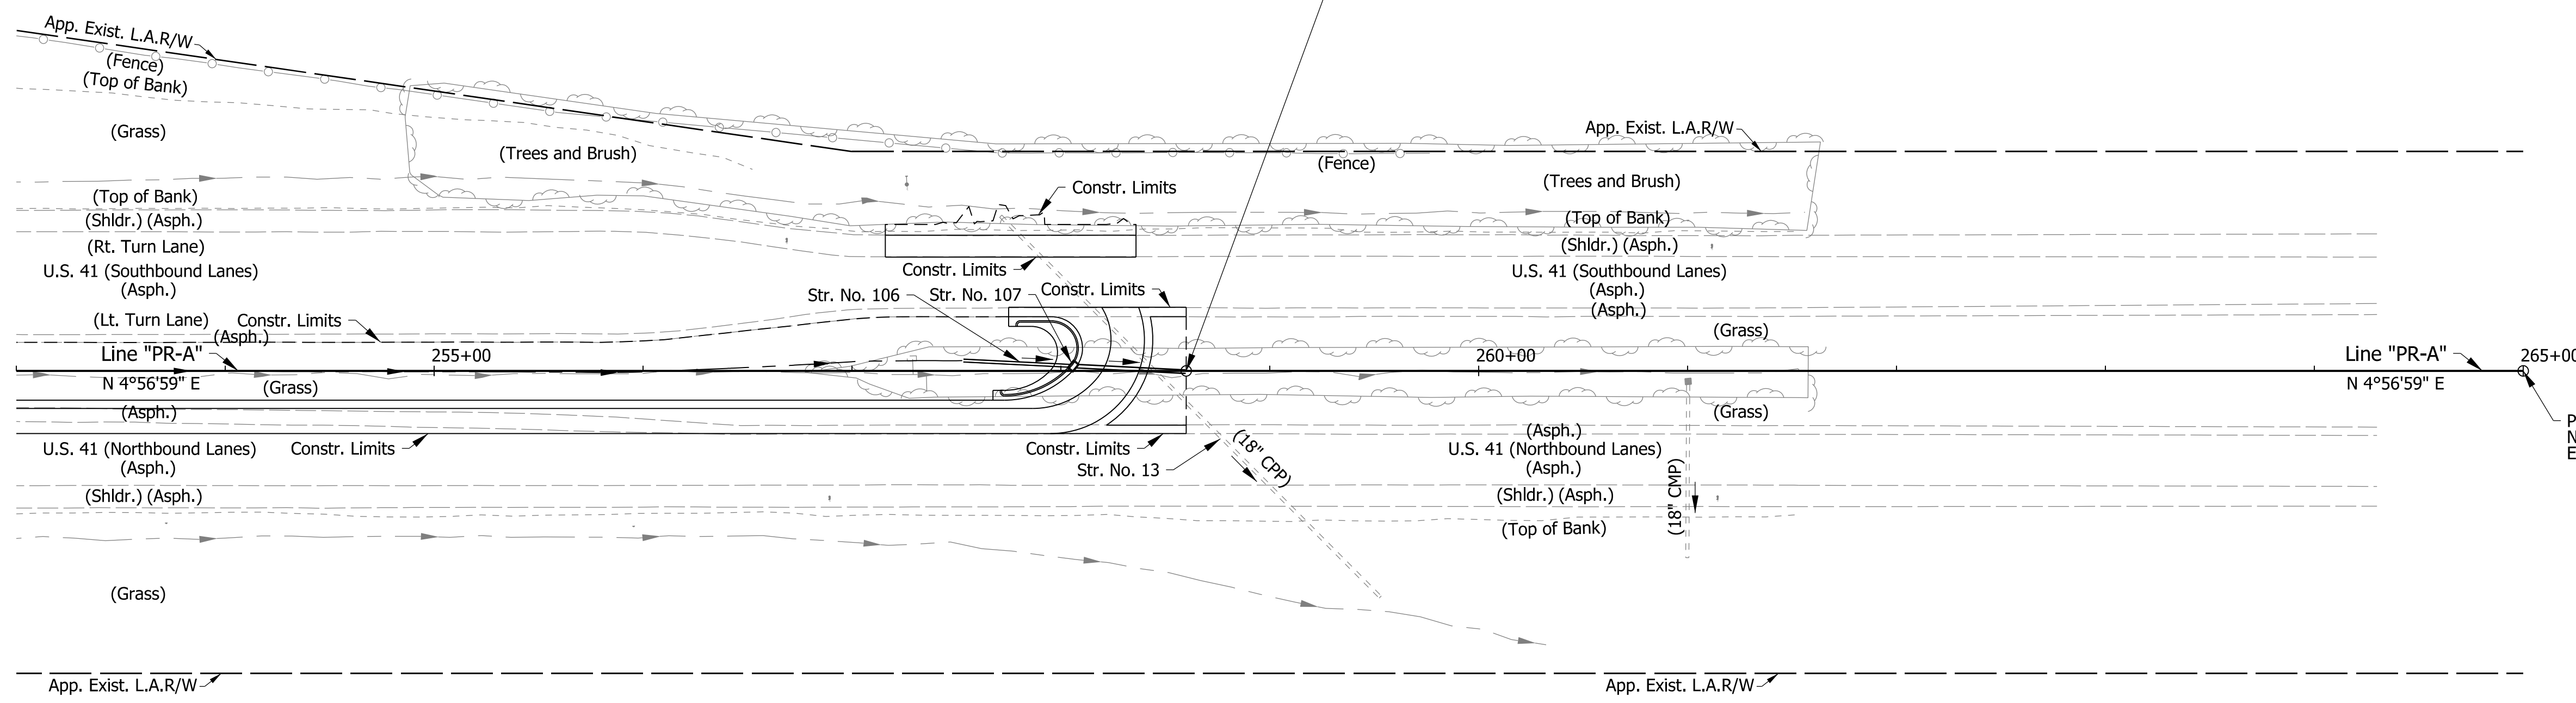 App. Exist. L.A.R/W
(Fence)
(Top of Bank)
(Grass)
(Trees and Brush)
App. Exist. L.A.R/W
(Fence)
(Trees and Brush)
Constr. Limits
(Top of Bank)
(Top of Bank)
(Shldr.) (Asph.)
(Shldr.) (Asph.)
(Rt. Turn Lane)
U.S. 41 (Southbound Lanes)
(Asph.)
Constr. Limits
U.S. 41 (Southbound Lanes)
(Asph.)
(Asph.)
Str. No. 106
Str. No. 107
Constr. Limits
(Lt. Turn Lane)
Constr. Limits
(Asph.)
(Grass)
Line "PR-A"
255+00
260+00
Line "PR-A"
265+00
N 4°56'59" E
(Grass)
N 4°56'59" E
(Asph.)
(Grass)
P
N
E
U.S. 41 (Northbound Lanes)
(Asph.)
Constr. Limits
Constr. Limits
Str. No. 13
(18" CPP)
(Asph.)
U.S. 41 (Northbound Lanes)
(Asph.)
(18" CMP)
(Shldr.) (Asph.)
(Shldr.) (Asph.)
(Top of Bank)
(Grass)
App. Exist. L.A.R/W
App. Exist. L.A.R/W